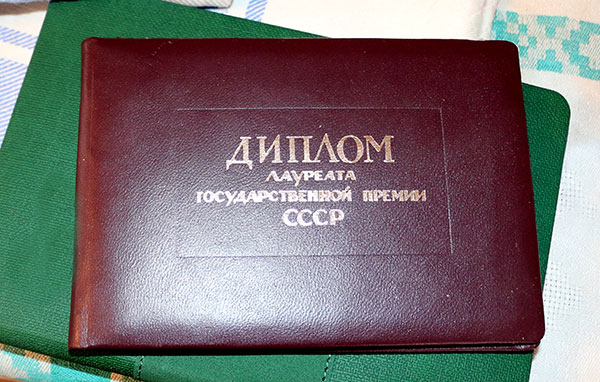 ДИПЛОМ
ЛАУРЕАТА
ГОСУДАРСТВЕННОЙ ПРЕМИИ
СССР